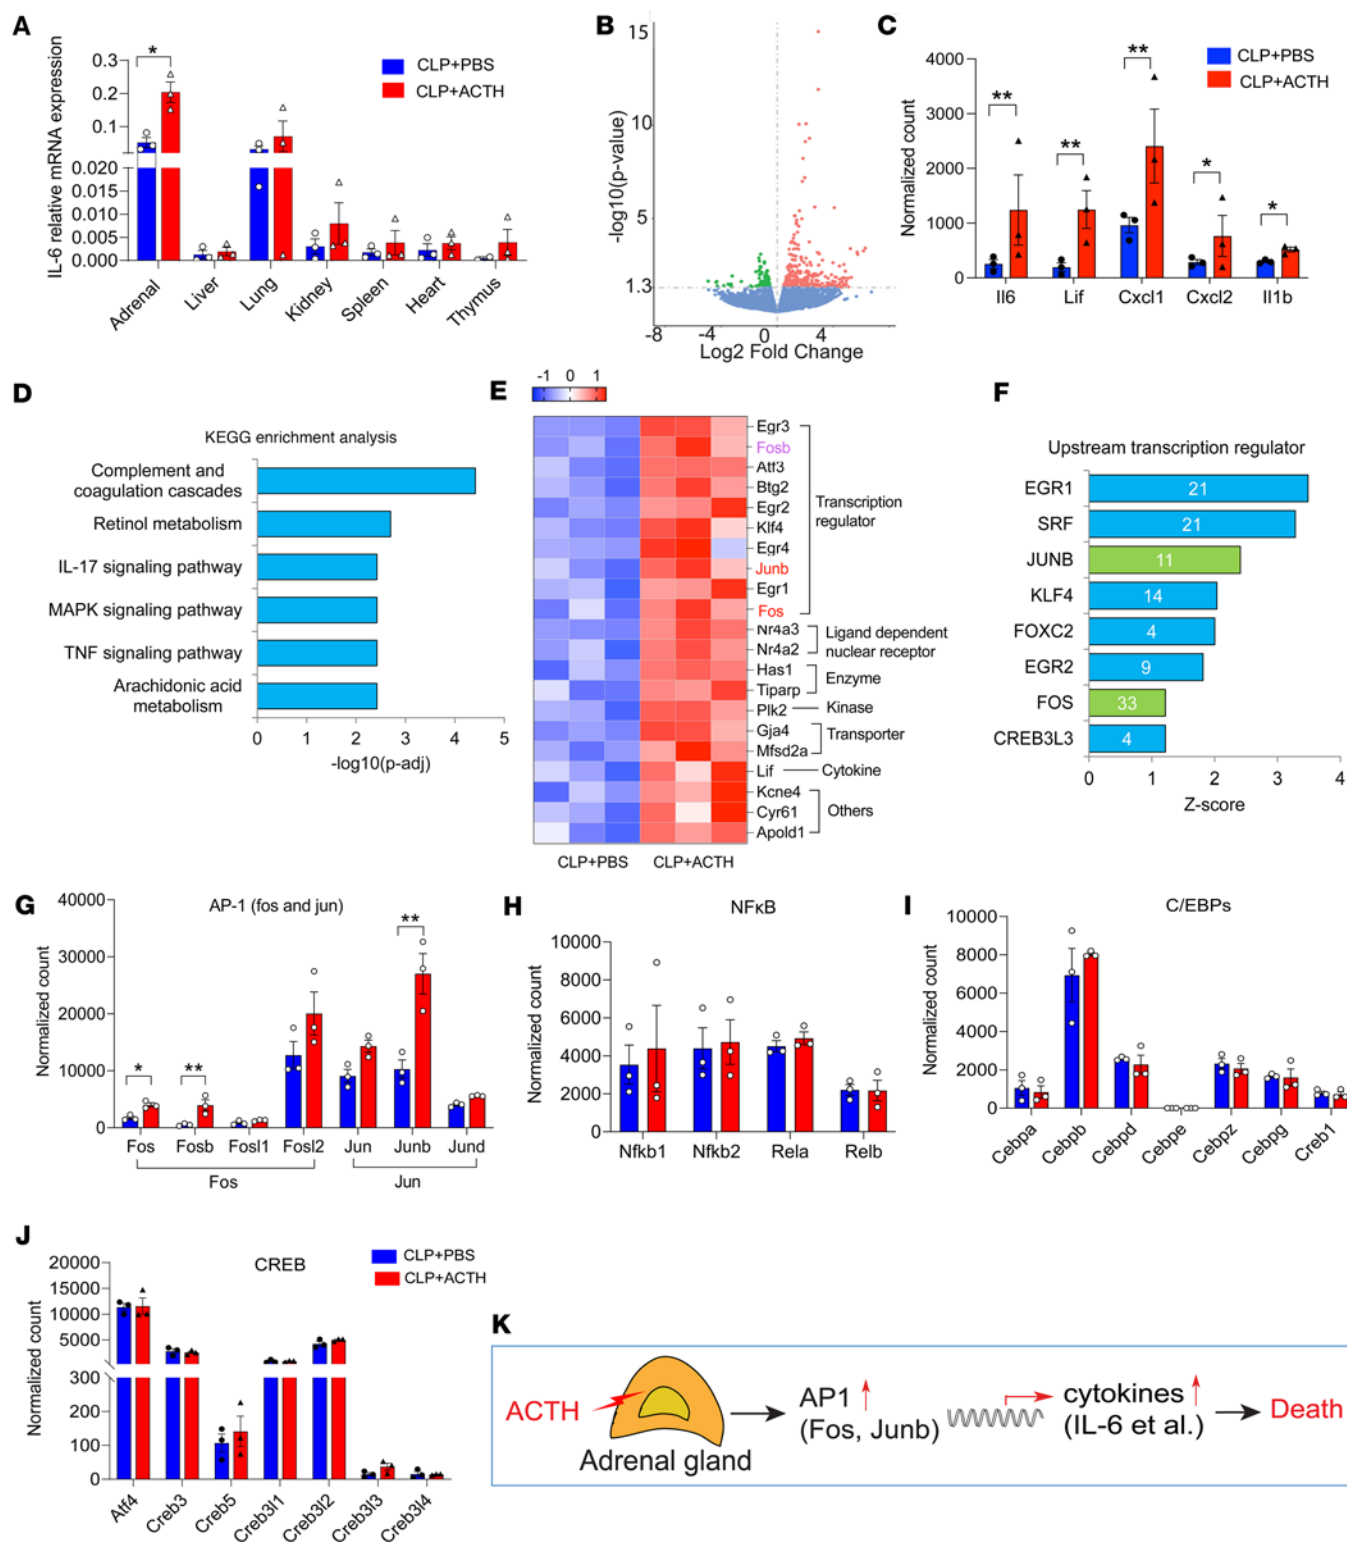 A
IL-6 relative mRNA expression
0.3
0.2
0.1
0.020
0.015
0.010
0.005
0.000
*
CLP+PBS
CLP+ACTH
Adrenal
Liver
Lung
Kidney
Spleen
Heart
Thymus
B
-log10(p-value)
15
10
5
1.3
-8
-4
0
4
8
Log2 Fold Change
C
Normalized count
4000
3000
2000
1000
0
**
**
**
*
*
CLP+PBS
CLP+ACTH
Il6
Lif
Cxcl1
Cxcl2
Il1b
D
KEGG enrichment analysis
Complement and
coagulation cascades
Retinol metabolism
IL-17 signaling pathway
MAPK signaling pathway
TNF signaling pathway
Arachidonic acid
metabolism
0 1 2 3 4 5
-log10(p-adj)
E
-1 0 1
Egr3
Fosb
Atf3
Btg2
Egr2
Klf4
Egr4
Junb
Egr1
Fos
Nr4a3
Nr4a2
Has1
Tiparp
Plk2
Gja4
Mfsd2a
Lif
Kcne4
Cyr61
Apold1
Transcription
regulator
Ligand dependent
nuclear receptor
Enzyme
Kinase
Transporter
Cytokine
Others
CLP+PBS
CLP+ACTH
F
Upstream transcription regulator
EGR1 21
SRF 21
JUNB 11
KLF4 14
FOXC2 4
EGR2 9
FOS 33
CREB3L3 4
0 1 2 3 4
Z-score
G
AP-1 (fos and jun)
Normalized count
40000
30000
20000
10000
0
*
**
**
Fos
Fosb
Fosl1
Fosl2
Jun
Junb
Jund
Fos
Jun
H
NFκB
Normalized count
10000
8000
6000
4000
2000
0
Nfkb1
Nfkb2
Rela
Relb
I
C/EBPs
Normalized count
10000
8000
6000
4000
2000
0
Cebpa
Cebpb
Cebpd
Cebpe
Cebpz
Cebpg
Creb1
J
CREB
Normalized count
20000
15000
10000
5000
300
200
100
0
CLP+PBS
CLP+ACTH
Atf4
Creb3
Creb5
Creb3l1
Creb3l2
Creb3l3
Creb3l4
K
ACTH
Adrenal gland
AP1
(Fos, Junb)
cytokines
(IL-6 et al.)
Death